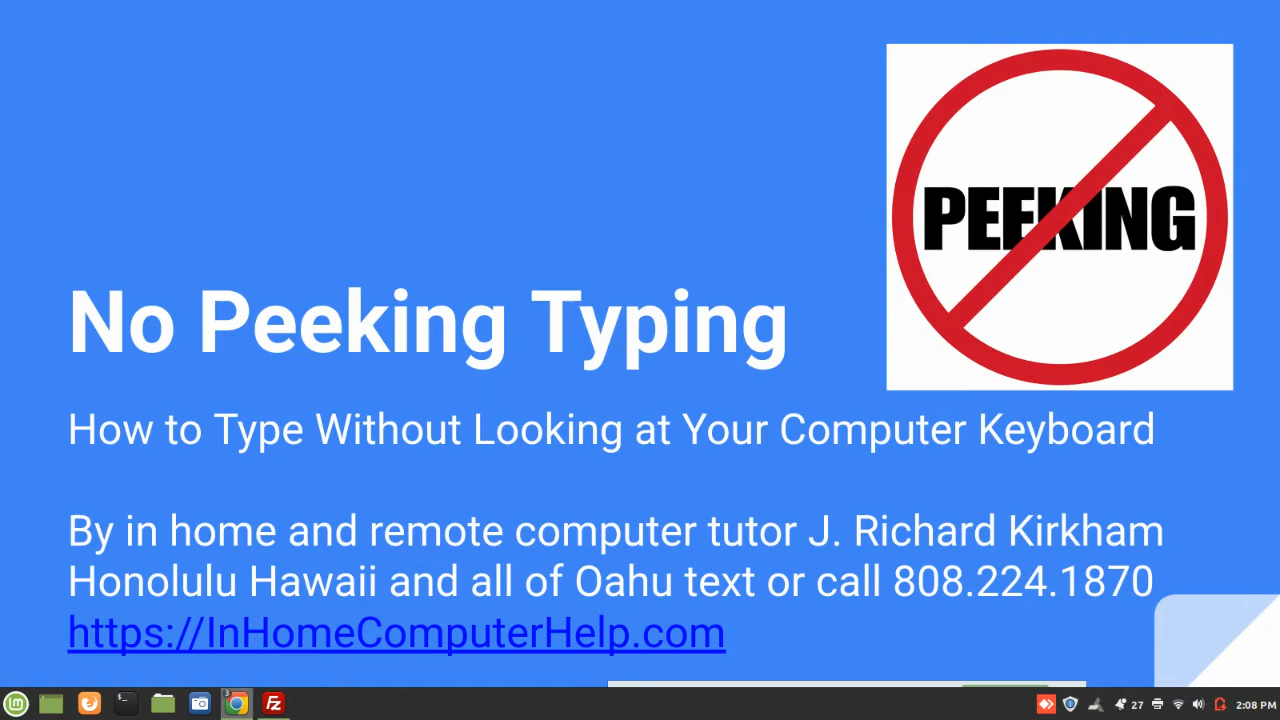 PEEKING
No Peeking Typing
How to Type Without Looking at Your Computer Keyboard
By in home and remote computer tutor J. Richard Kirkham
Honolulu Hawaii and all of Oahu text or call 808.224.1870
https://InHomeComputerHelp.com
3
27
2:08 PM